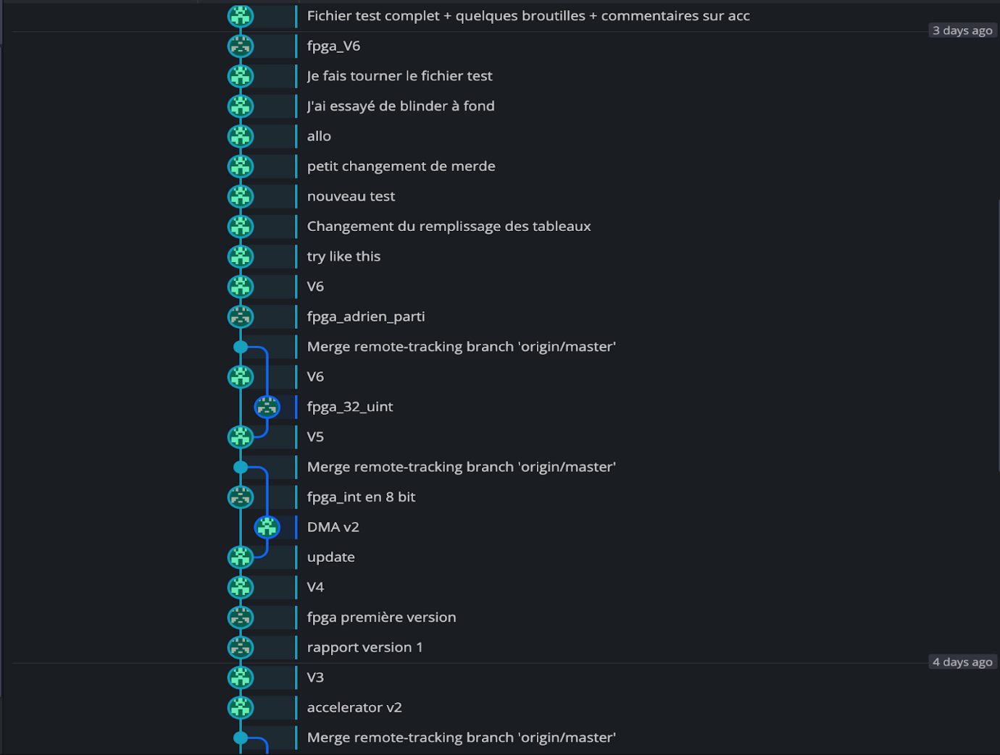 Fichier test complet + quelques broutilles + commentaires sur acc
3 days ago
fpga_V6
Je fais tourner le fichier test
J'ai essayé de blinder à fond
allo
petit changement de merde
nouveau test
Changement du remplissage des tableaux
try like this
V6
fpga_adrien_parti
Merge remote-tracking branch 'origin/master'
V6
fpga_32_uint
V5
Merge remote-tracking branch 'origin/master'
fpga_int en 8 bit
DMA v2
update
V4
fpga première version
rapport version 1
4 days ago
V3
accelerator v2
Merge remote-tracking branch 'origin/master'